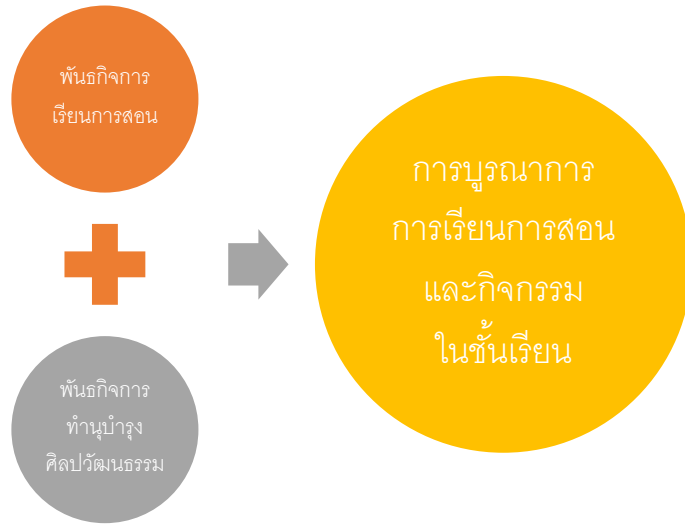 พันธกิจการ
เรียนการสอน
พันธกิจการ
ทำนุบำรุง
ศิลปวัฒนธรรม
การบูรณาการ
การเรียนการสอน
และกิจกรรม
ในชั้นเรียน